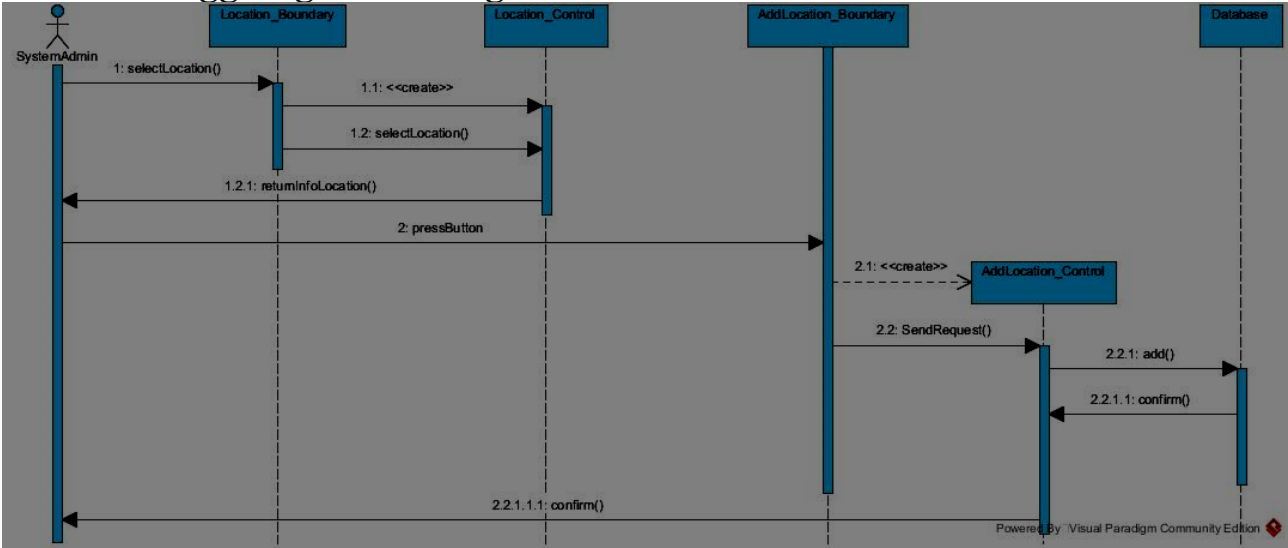 Location_Boundary
Location_Control
AddLocation_Boundary
Database
SystemAdmin
1: selectLocation()
1.1: <<create>>
1.2: selectLocation()
1.2.1: returnInfoLocation()
2: pressButton
2.1: <<create>>
AddLocation_Control
2.2: SendRequest()
2.2.1: add()
2.2.1.1: confirm()
2.2.1.1.1: confirm()
Powered By Visual Paradigm Community Edition